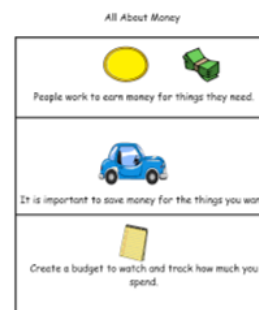 All About Money
People work to earn money for things they need.
It is important to save money for the things you wan
Create a budget to watch and track how much you
spend.